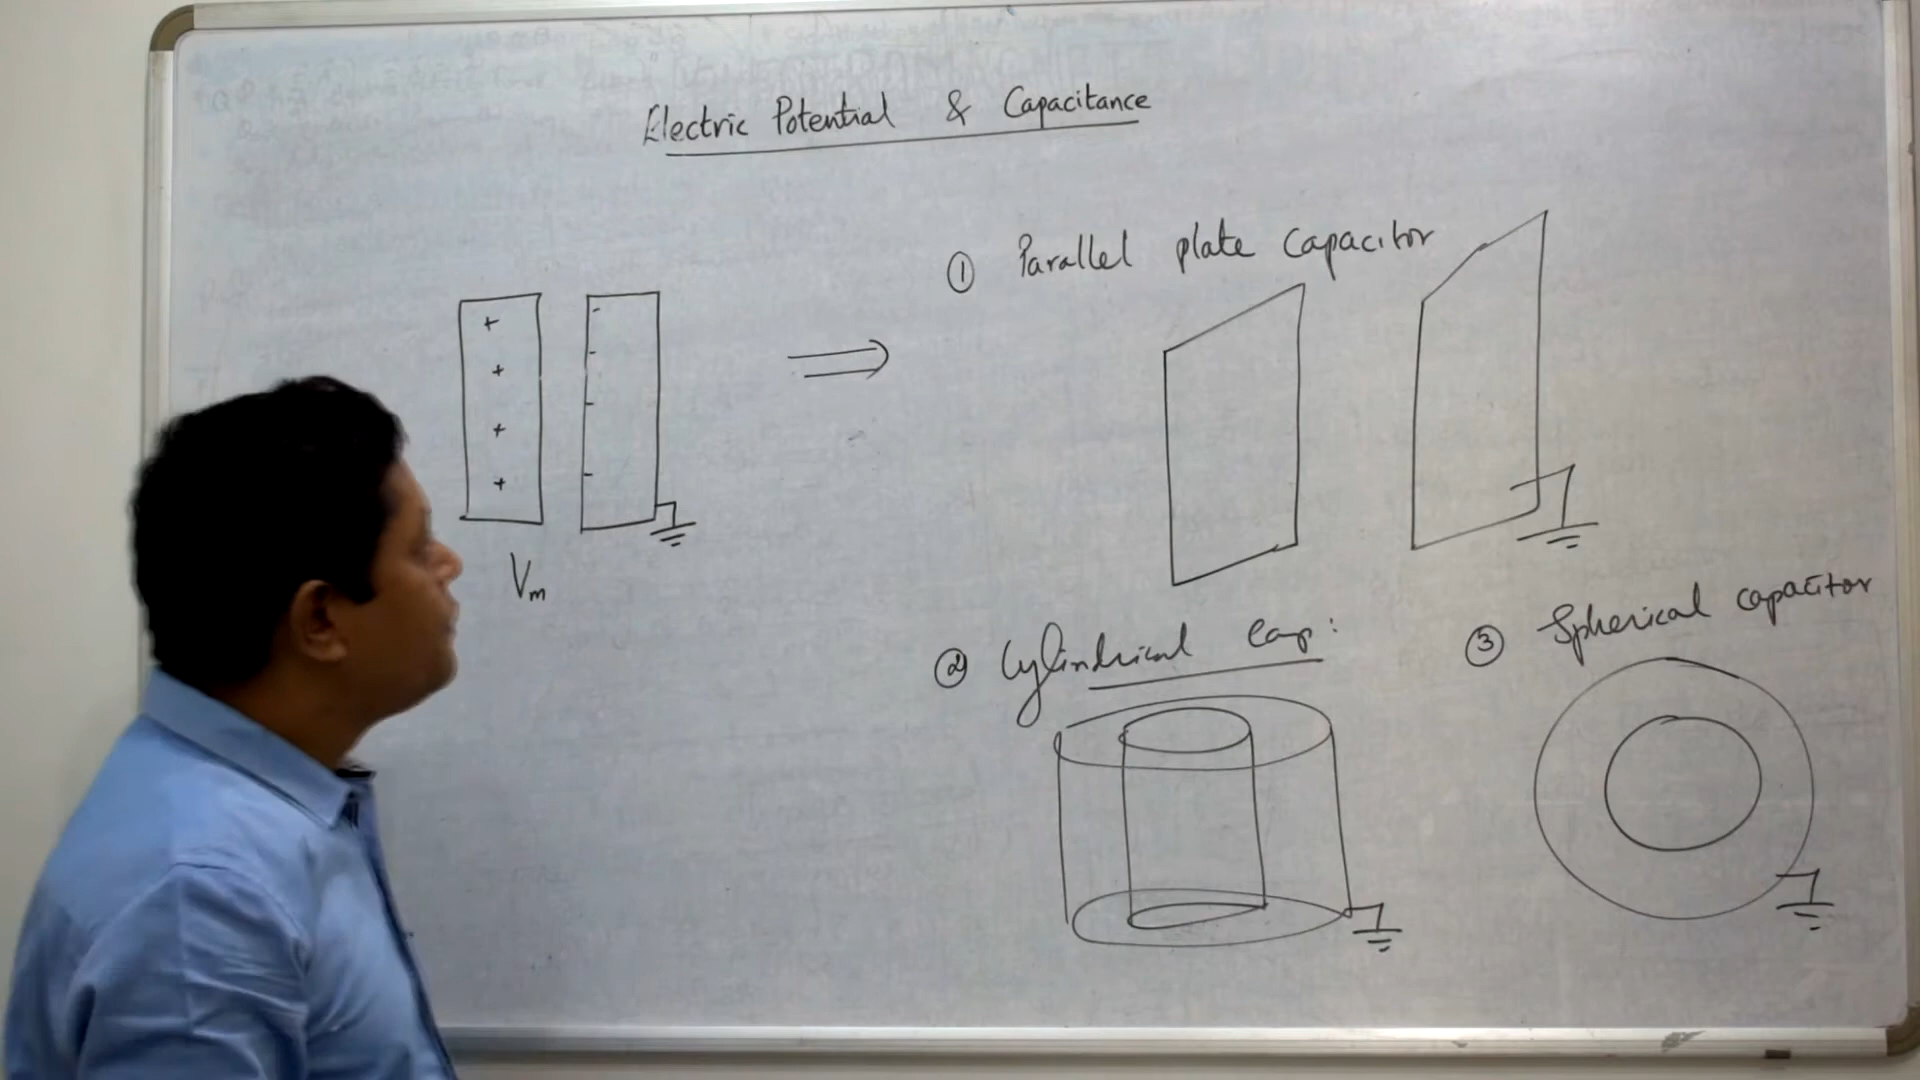 Electric Potential & Capacitance
① Parallel plate Capacitor
+ -
+ -
+ -
+ -
Vm
② Cylindrical Cap:
③ Spherical capacitor